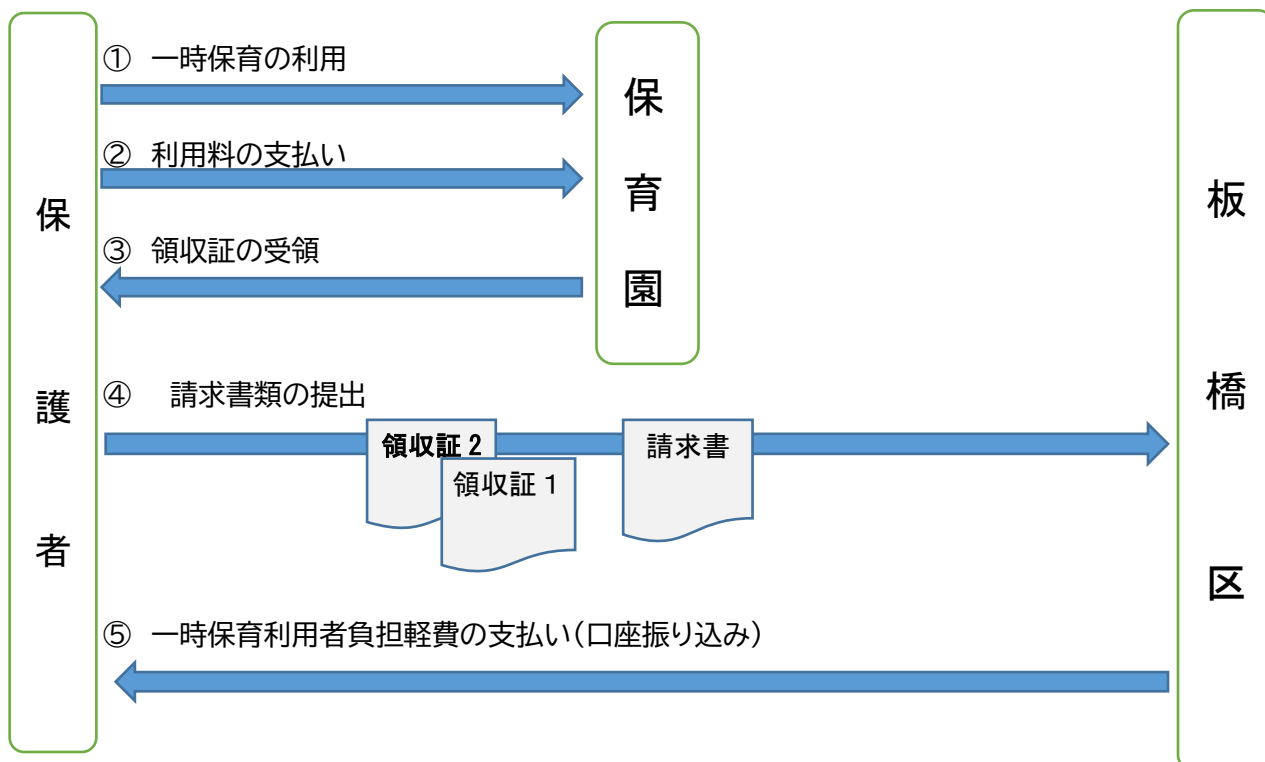 保護者
① 一時保育の利用
② 利用料の支払い
③ 領収証の受領
保育園
④ 請求書類の提出
領収証２
領収証１
請求書
⑤ 一時保育利用者負担軽費の支払い（口座振り込み）
板橋区